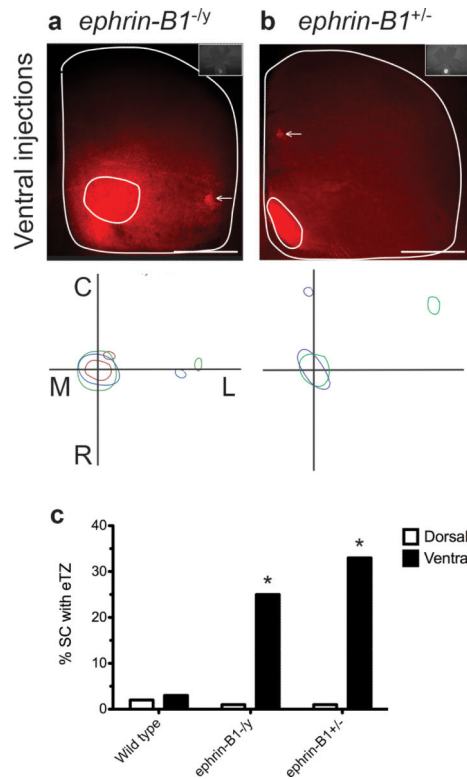 a ephrin-B1-/y
b ephrin-B1+/-
Ventral injections
C
M
L
R
c
% SC with eTZ
40
30
20
10
0
Dorsal
Ventra
*
*
Wild type
ephrin-B1-/y
ephrin-B1+/-